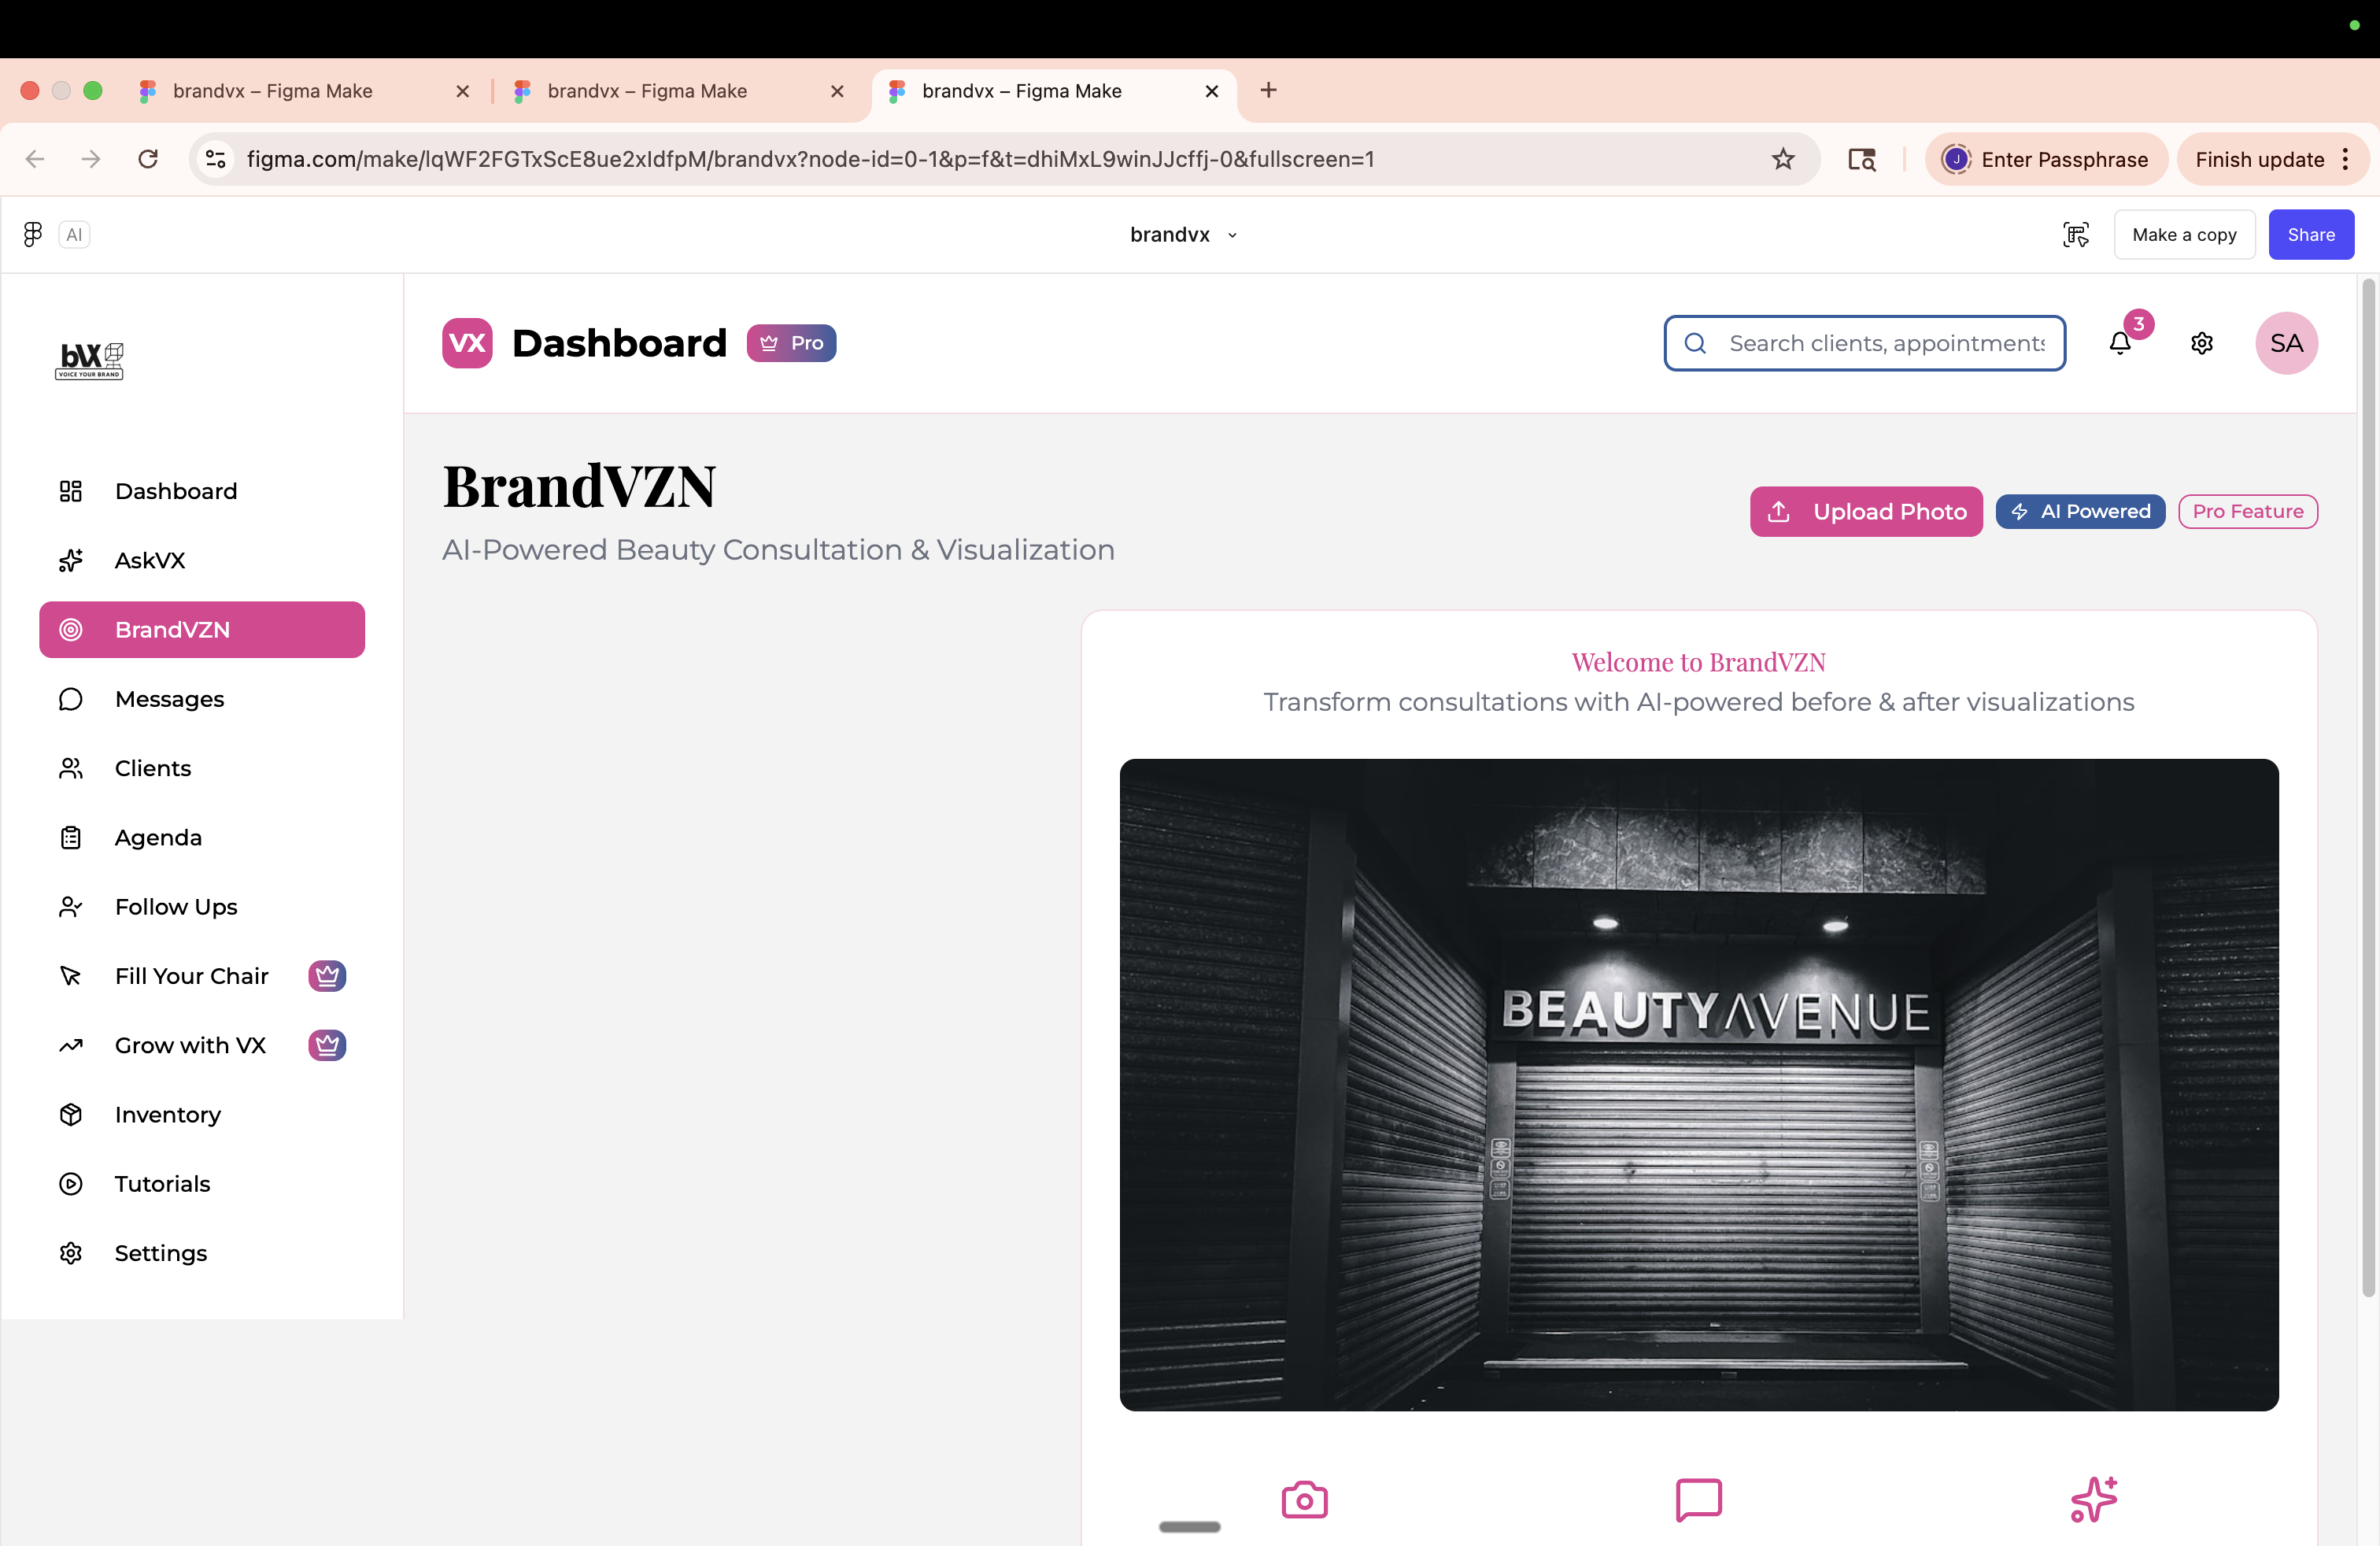 brandvx – Figma Make
brandvx – Figma Make
brandvx – Figma Make
figma.com/make/lqWF2FGTxScE8ue2xIdfpM/brandvx?node-id=0-1&p=f&t=dhiMxL9winJJcffj-0&fullscreen=1
J
Enter Passphrase
Finish update
AI
brandvx
Make a copy
Share
bVX
VOICE YOUR BRAND
VX
Dashboard
Pro
Search clients, appointments
3
SA
Dashboard
AskVX
BrandVZN
Messages
Clients
Agenda
Follow Ups
Fill Your Chair
Grow with VX
Inventory
Tutorials
Settings
BrandVZN
AI-Powered Beauty Consultation & Visualization
Upload Photo
AI Powered
Pro Feature
Welcome to BrandVZN
Transform consultations with AI-powered before & after visualizations
BEAUTYAVENUE